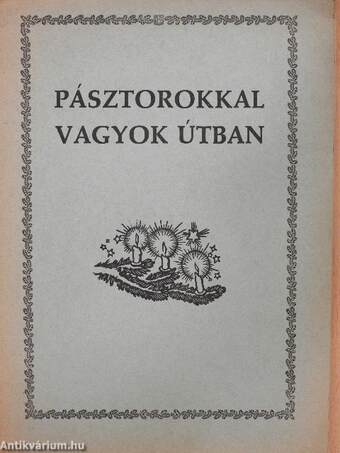 PÁSZTOROKKAL
VAGYOK ÚTBAN
Antikvárium.hu